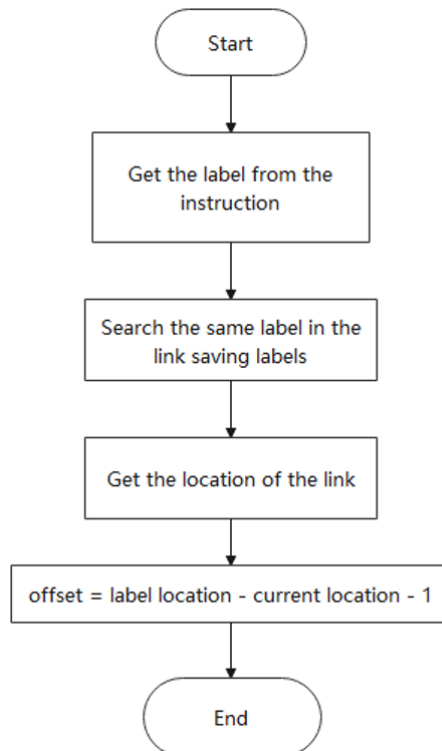 Start
Get the label from the
instruction
Search the same label in the
link saving labels
Get the location of the link
offset = label location - current location - 1
End